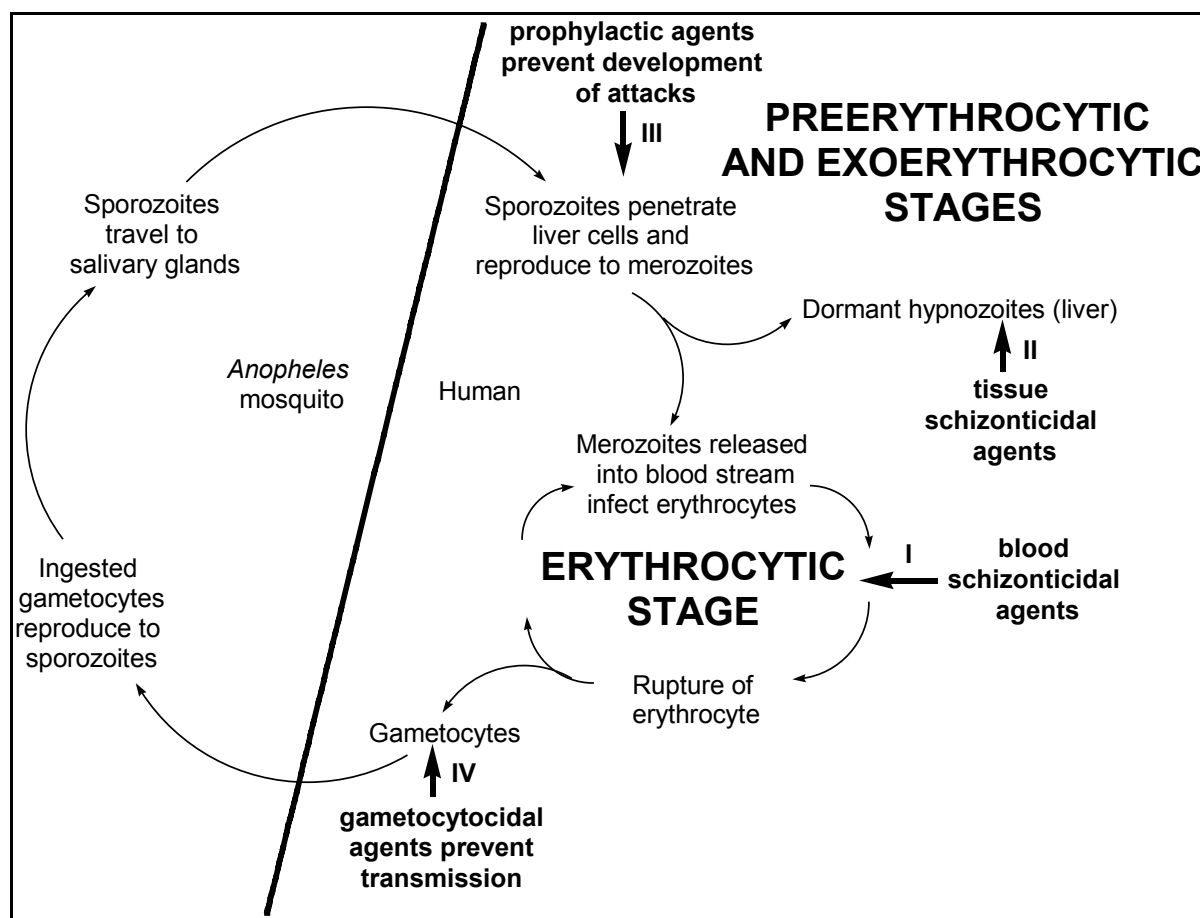 prophylactic agents
prevent development
of attacks
III
PREERYTHROCYTIC
AND EXOERYTHROCYTIC
STAGES
Sporozoites
travel to
salivary glands
Sporozoites penetrate
liver cells and
reproduce to merozoites
Dormant hypnozoites (liver)
II
tissue
schizonticidal
agents
Anopheles
mosquito
Human
Merozoites released
into blood stream
infect erythrocytes
ERYTHROCYTIC
STAGE
I
blood
schizonticidal
agents
Ingested
gametocytes
reproduce to
sporozoites
Rupture of
erythrocyte
Gametocytes
IV
gametocytocidal
agents prevent
transmission